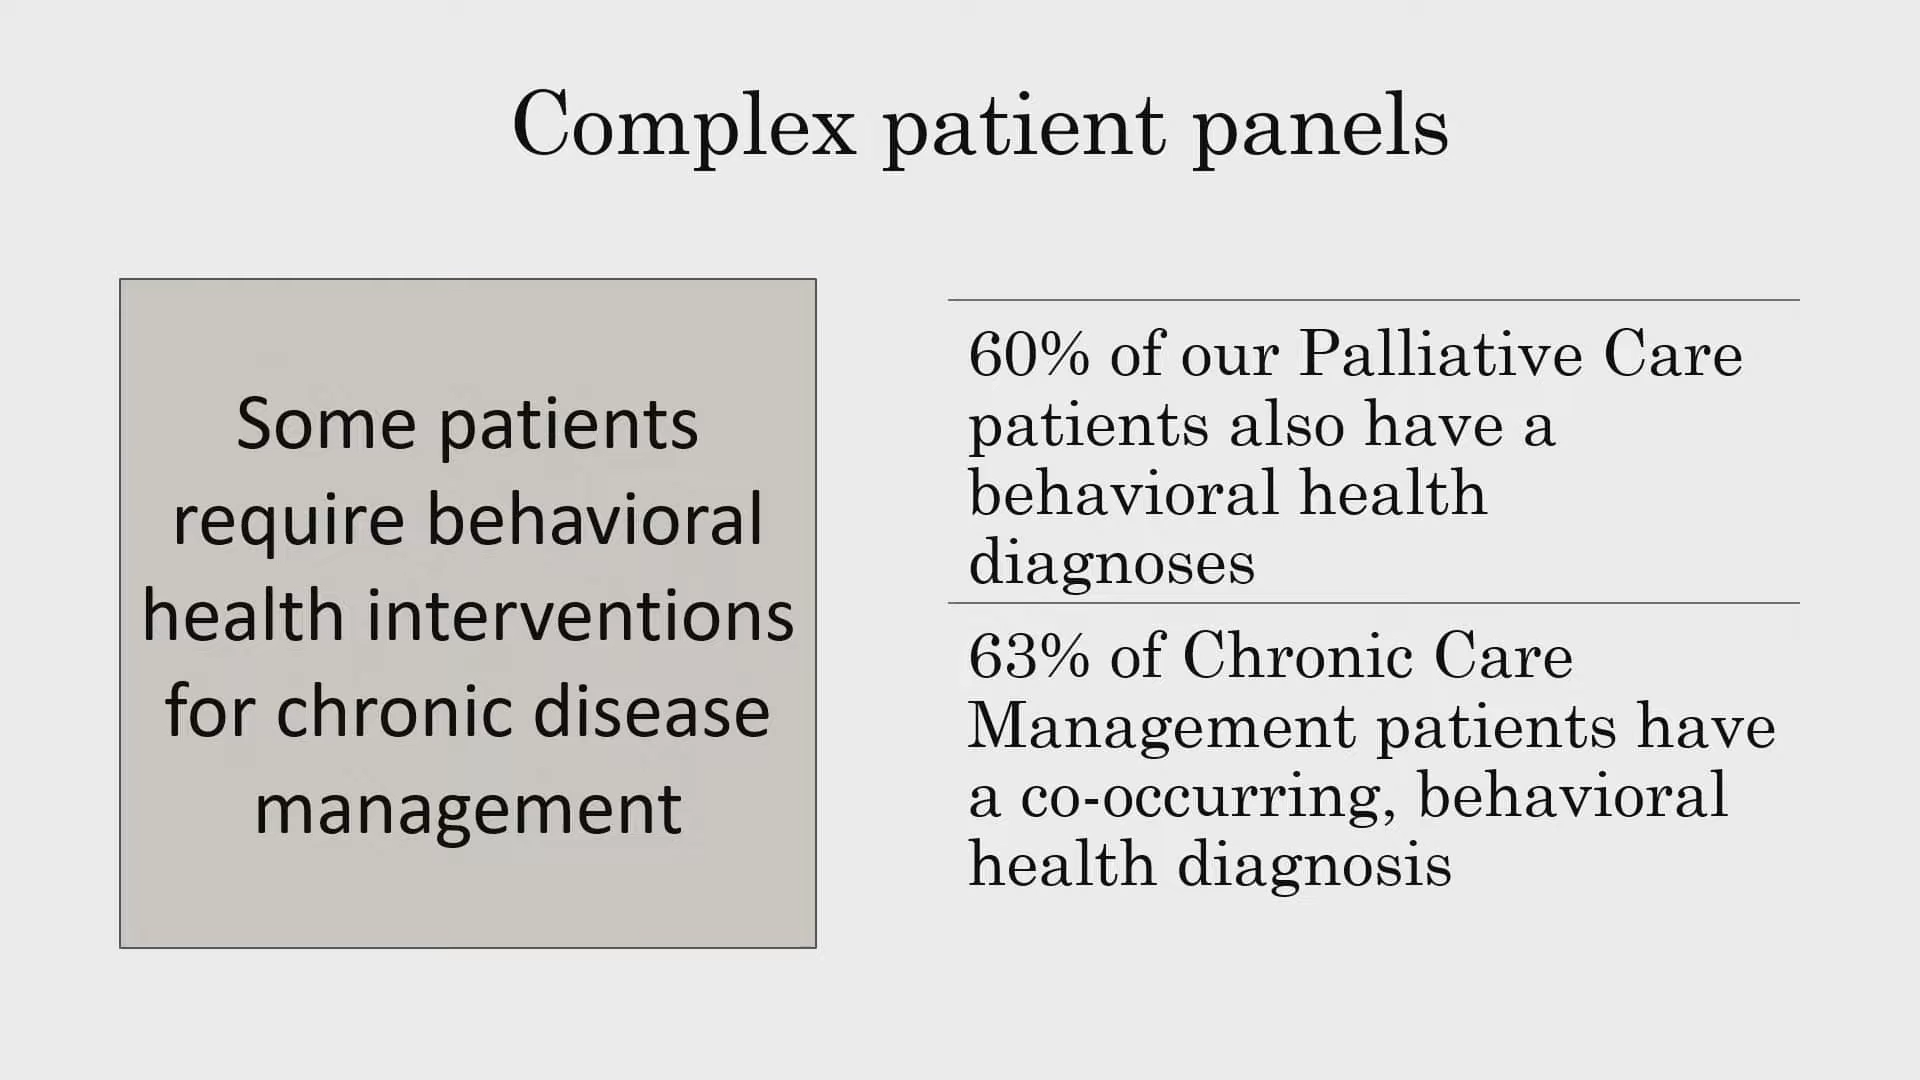 Complex patient panels
Some patients
require behavioral
health interventions
for chronic disease
management
60% of our Palliative Care
patients also have a
behavioral health
diagnoses
63% of Chronic Care
Management patients have
a co-occurring, behavioral
health diagnosis